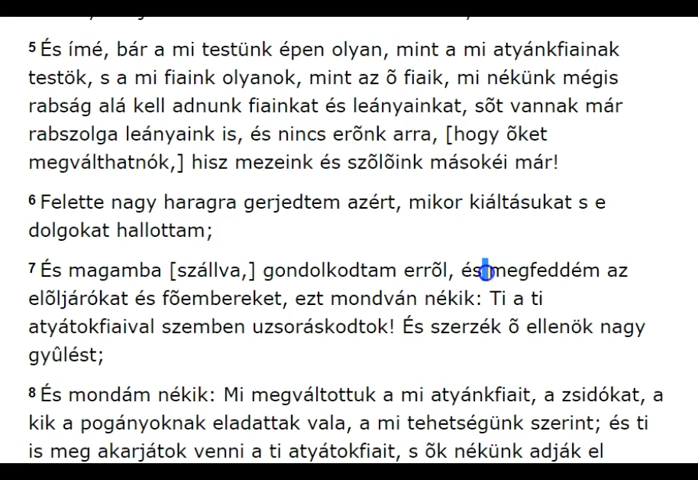 5 És ímé, bár a mi testünk épen olyan, mint a mi atyánkfiainak
testök, s a mi fiaink olyanok, mint az õ fiaik, mi nékünk mégis
rabság alá kell adnunk fiainkat és leányainkat, sõt vannak már
rabszolga leányaink is, és nincs erõnk arra, [hogy õket
megválthatnók,] hisz mezeink és szõlõink másokéi már!
6 Felette nagy haragra gerjedtem azért, mikor kiáltásukat s e
dolgokat hallottam;
7 És magamba [szállva,] gondolkodtam errõl, és megfeddém az
elõljárókat és fõembereket, ezt mondván nékik: Ti a ti
atyátokfiaival szemben uzsoráskodtok! És szerzék õ ellenök nagy
gyûlést;
8 És mondám nékik: Mi megváltottuk a mi atyánkfiait, a zsidókat, a
kik a pogányoknak eladattak vala, a mi tehetségünk szerint; és ti
is meg akarjátok venni a ti atyátokfiait, s õk nékünk adják el